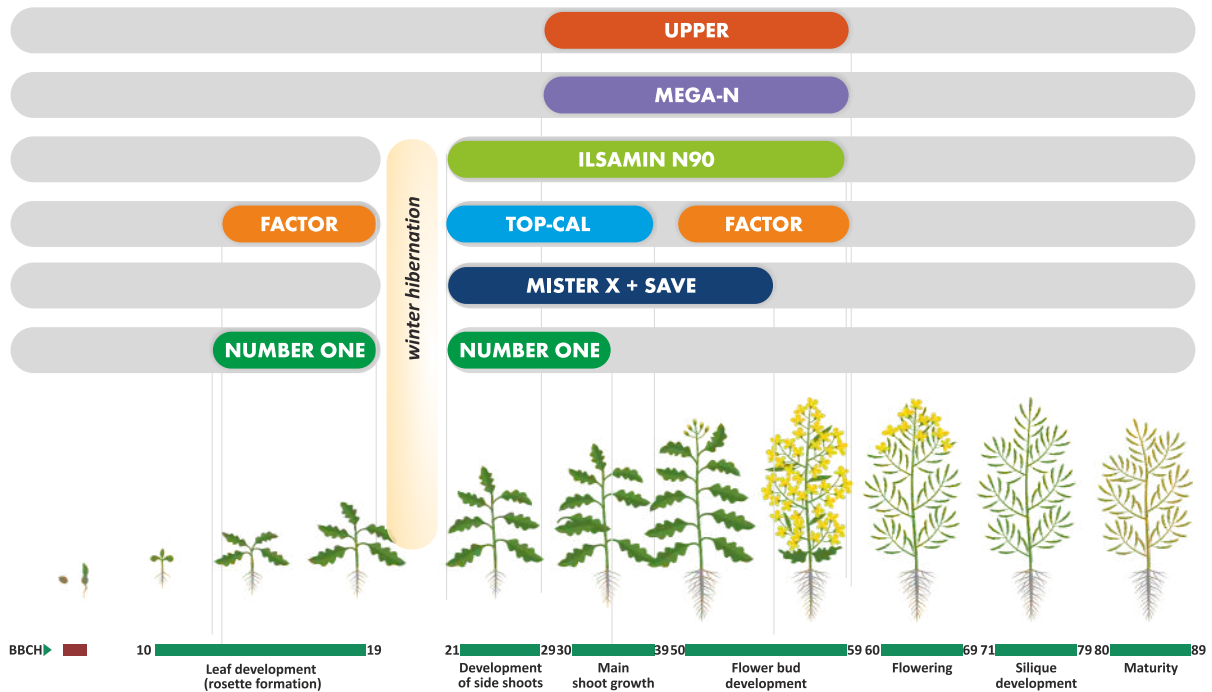 UPPER
MEGA-N
ILSAMIN N90
FACTOR
TOP-CAL
FACTOR
MISTER X + SAVE
NUMBER ONE
NUMBER ONE
winter hibernation
BBCH
10
19
21
29
30
39
50
59
60
69
71
79
80
89
Leaf development
(rosette formation)
Development
of side shoots
Main
shoot growth
Flower bud
development
Flowering
Silique
development
Maturity